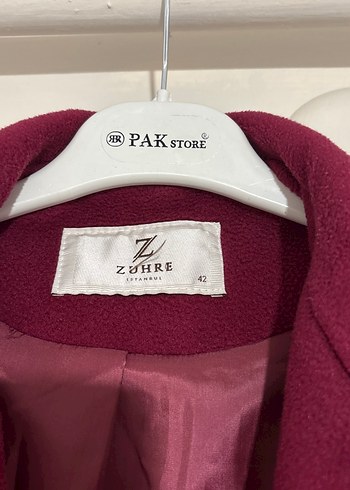 PAK STORE
Z
ZÜHRE
ISTANBUL
42